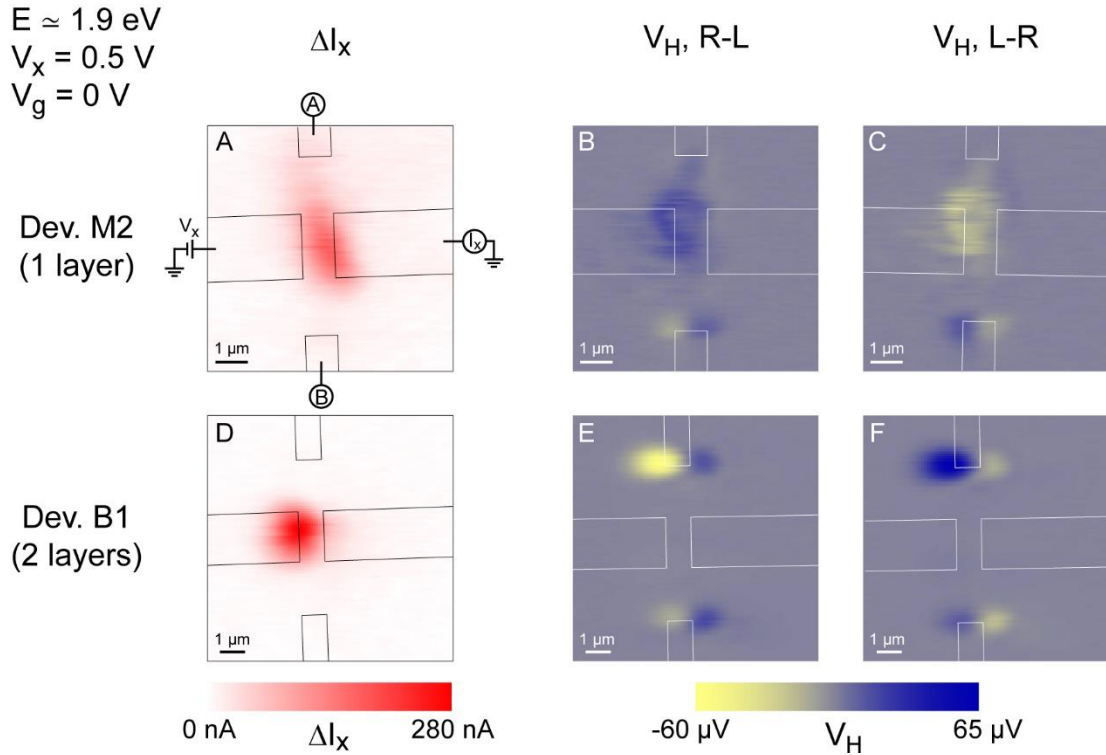 E ≃ 1.9 eV
V_x = 0.5 V
V_g = 0 V
ΔI_x
V_H, R-L
V_H, L-R
Dev. M2
(1 layer)
A
A
V_x
I_x
B
1 µm
B
1 µm
C
1 µm
Dev. B1
(2 layers)
D
1 µm
E
1 µm
F
1 µm
0 nA
ΔI_x
280 nA
-60 µV
V_H
65 µV